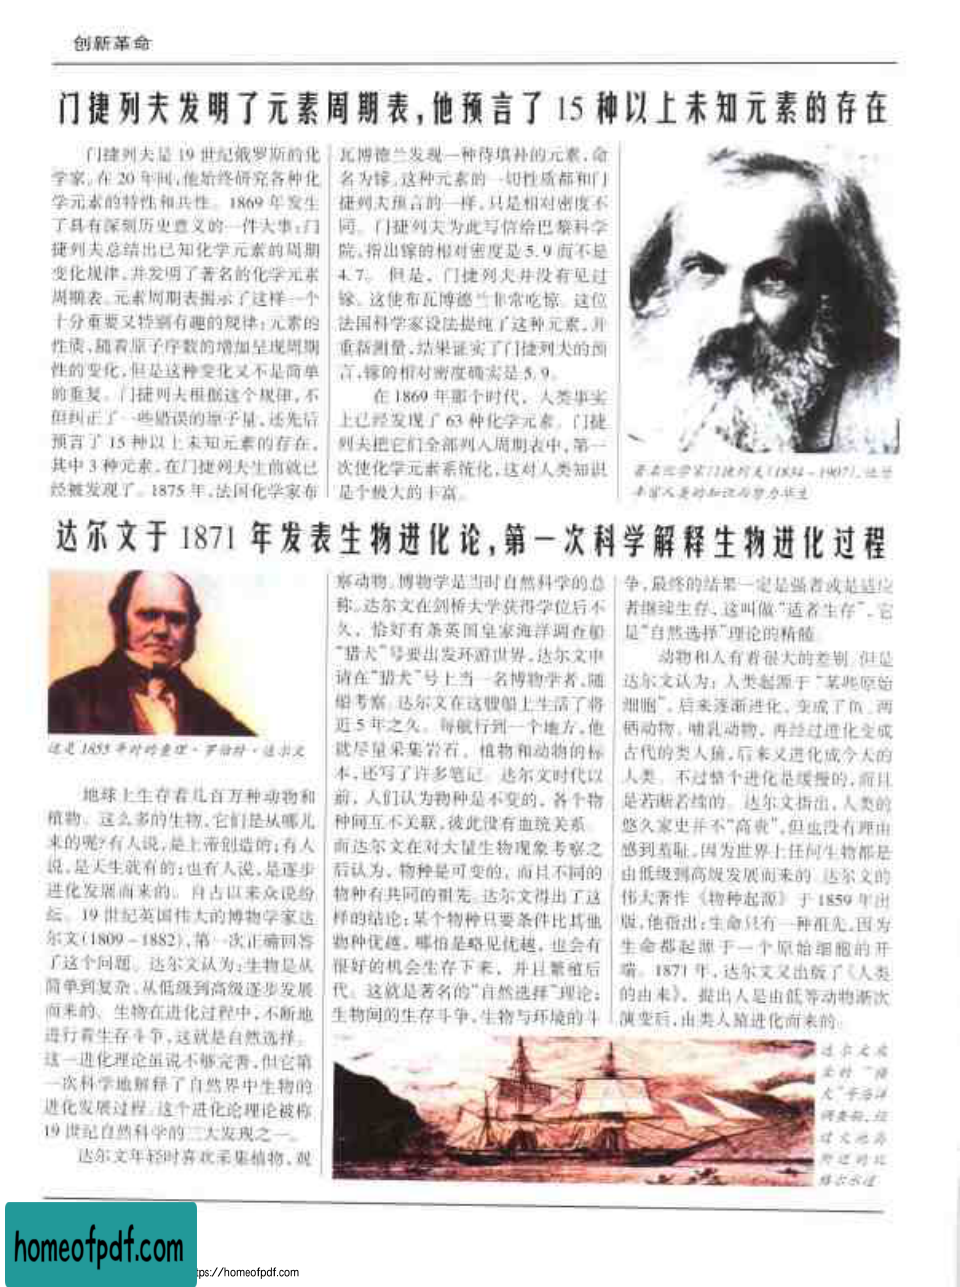 创新革命
门捷列夫发明了元素周期表,他预言了 15 种以上未知元素的存在
门捷列夫是 19 世纪俄罗斯的化
学家。在 20 年间,他始终研究各种化
学元素的特性和共性。1869 年发生
了具有深刻历史意义的一件大事:门
捷列夫总结出已知化学元素的周期
变化规律,并发明了著名的化学元素
周期表。元素周期表揭示了这样一个
十分重要又特别有趣的规律:元素的
性质,随着原子序数的增加呈现周期
性的变化,但是这种变化又不是简单
的重复。门捷列夫根据这个规律,不
但纠正了一些错误的原子量,还先后
预言了 15 种以上未知元素的存在。
其中 3 种元素,在门捷列夫生前就已
经被发现了。1875 年,法国化学家布
瓦博德兰发现一种待填补的元素,命
名为镓。这种元素的一切性质都和门
捷列夫预言的一样,只是相对密度不
同。门捷列夫为此写信给巴黎科学
院,指出镓的相对密度是 5.9 而不是
4.7。但是,门捷列夫并没有见过
镓。这使布瓦博德兰非常吃惊。这位
法国科学家设法提纯了这种元素,并
重新测量,结果证实了门捷列夫的预
言,镓的相对密度确实是 5.9。
在 1869 年那个时代,人类事实
上已经发现了 63 种化学元素。门捷
列夫把它们全部列入周期表中,第一
次使化学元素系统化,这对人类知识
是个极大的丰富。
著名化学家门捷列夫(1834-1907),他为
丰富人类的知识而努力毕生
达尔文于 1871 年发表生物进化论,第一次科学解释生物进化过程
这是 1855 年时的查理·罗伯特·达尔文
地球上生存着几百万种动物和
植物。这么多的生物,它们是从哪儿
来的呢?有人说,是上帝创造的;有人
说,是天生就有的;也有人说,是逐步
进化发展而来的。自古以来众说纷
纭。19 世纪英国伟大的博物学家达
尔文(1809-1882),第一次正确回答
了这个问题。达尔文认为:生物是从
简单到复杂、从低级到高级逐步发展
而来的。生物在进化过程中,不断地
进行着生存斗争,这就是自然选择。
这一进化理论虽说不够完善,但它第
一次科学地解释了自然界中生物的
进化发展过程。这个进化论理论被称
19 世纪自然科学的三大发现之一。
达尔文年轻时喜欢采集植物、观
察动物。博物学是当时自然科学的总
称。达尔文在剑桥大学获得学位后不
久,恰好有条英国皇家海洋调查船
“猎犬”号要出发环游世界,达尔文申
请在“猎犬”号上当一名博物学者,随
船考察。达尔文在这艘船上生活了将
近 5 年之久。每航行到一个地方,他
就尽量采集岩石、植物和动物的标
本,还写了许多笔记。达尔文时代以
前,人们认为物种是不变的,各个物
种间互不关联,彼此没有血统关系。
而达尔文在对大量生物现象考察之
后认为,物种是可变的,而且不同的
物种有共同的祖先。达尔文得出了这
样的结论:某个物种只要条件比其他
物种优越,哪怕是略见优越,也会有
很好的机会生存下来,并且繁殖后
代。这就是著名的“自然选择”理论:
生物间的生存斗争,生物与环境的斗
争,最终的结果一定是强者或是适应
者继续生存,这叫做“适者生存”,它
是“自然选择”理论的精髓。
动物和人有着很大的差别,但是
达尔文认为:人类起源于“某些原始
细胞”,后来逐渐进化,变成了鱼、两
栖动物、哺乳动物,再经过进化变成
古代的类人猿,后来又进化成今天的
人类。不过整个进化是缓慢的,而且
是若断若续的。达尔文指出,人类的
悠久家史并不“高贵”,但也没有理由
感到羞耻,因为世界上任何生物都是
由低级到高级发展而来的。达尔文的
伟大著作《物种起源》于 1859 年出
版,他指出:生命只有一种祖先,因为
生命都起源于一个原始细胞的开
端。1871 年,达尔文又出版了《人类
的由来》,提出人是由低等动物渐次
演变后,由类人猿进化而来的。
达尔文乘
坐的“猎
犬”号海洋
调查船,经
过火地岛
附近的比
格尔水道
homeofpdf.com
tps://homeofpdf.com